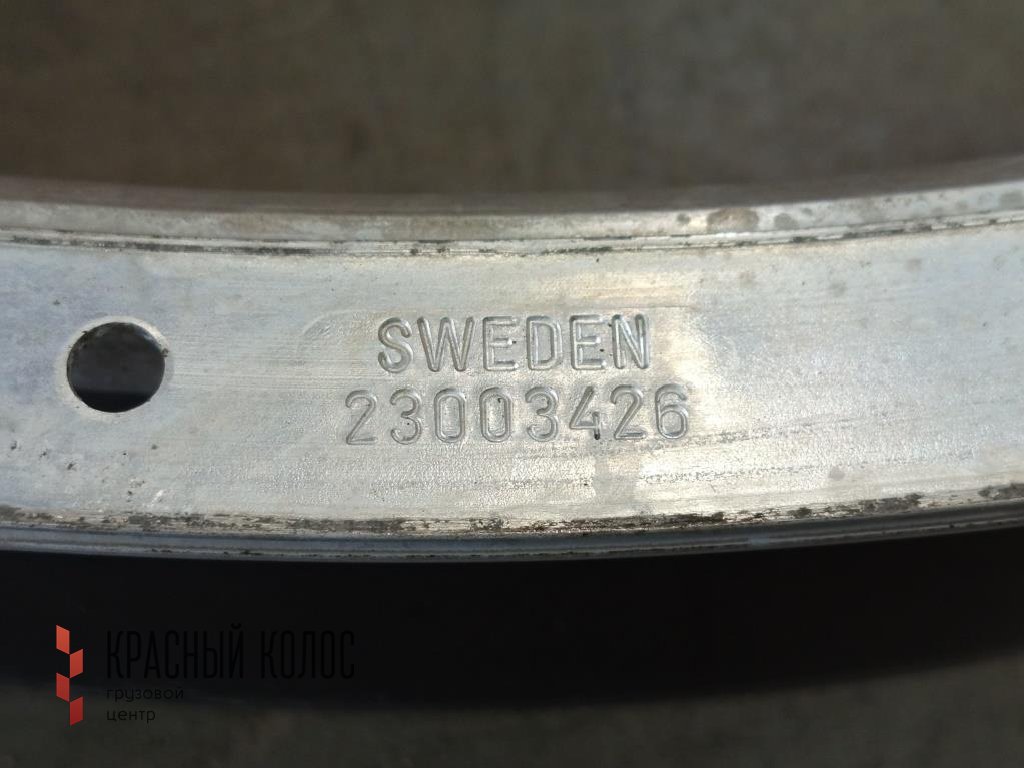 SWEDEN
23003426
КРАСНЫЙ КОЛОС
грузовой
центр